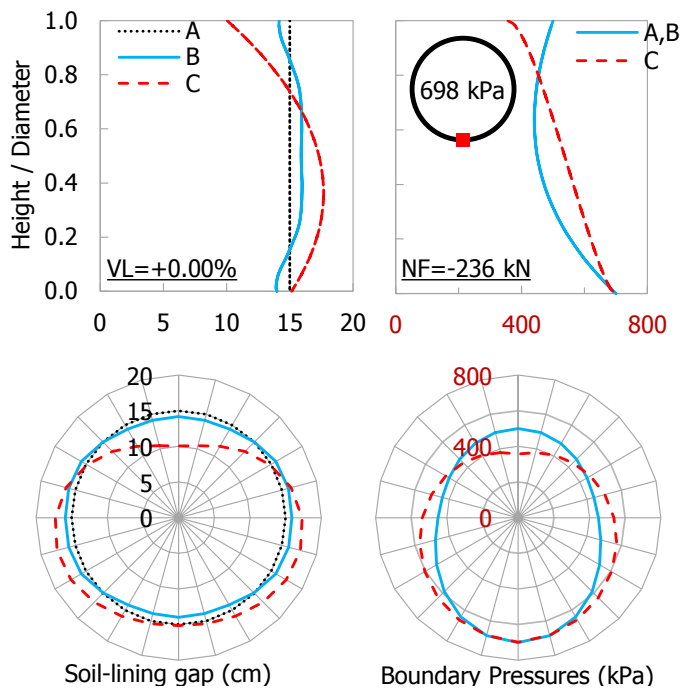 A
B
C
1.0
0.8
0.6
0.4
0.2
0.0
Height / Diameter
VL=+0.00%
0 5 10 15 20
A,B
C
698 kPa
NF=-236 kN
0 400 800
20
15
10
5
0
Soil-lining gap (cm)
800
400
0
Boundary Pressures (kPa)